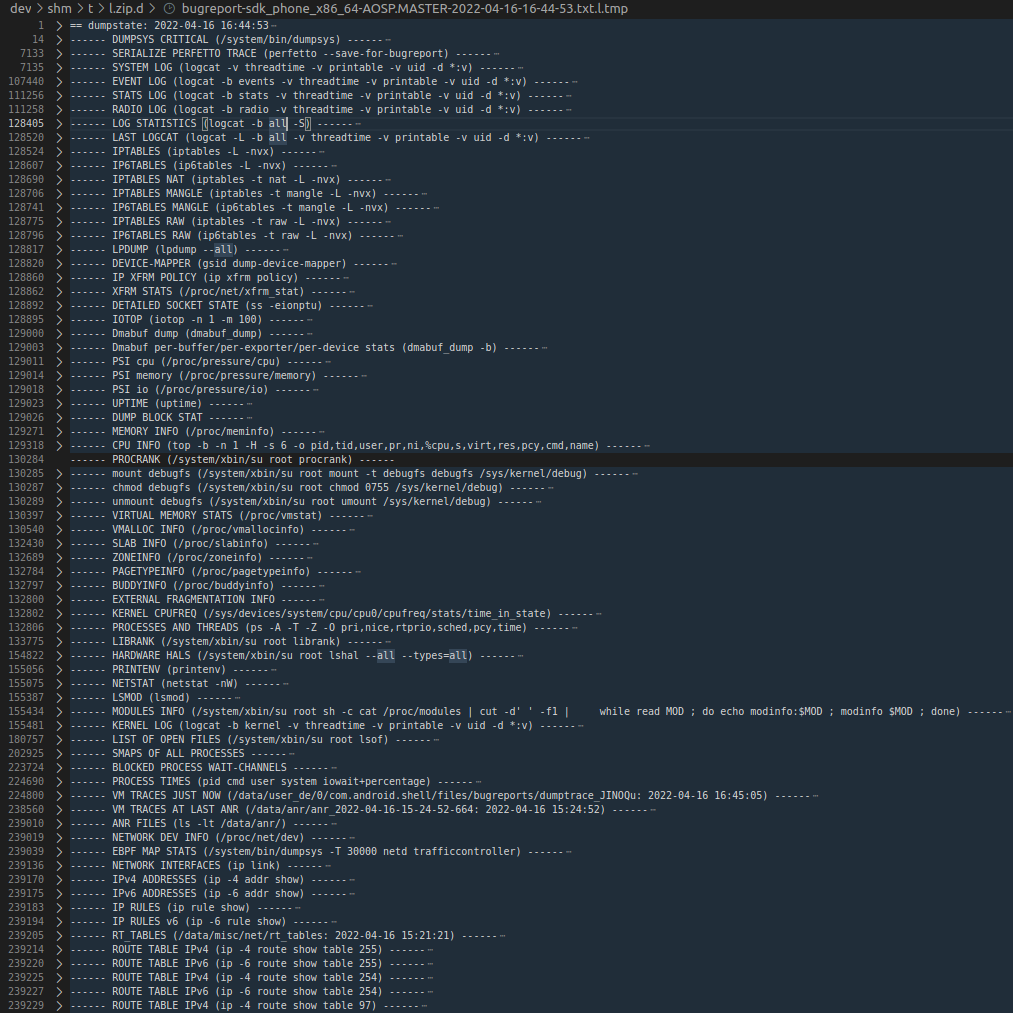 dev > shm > t > l.zip.d > bugreport-sdk_phone_x86_64-AOSP.MASTER-2022-04-16-16-44-53.txt.l.tmp
1 > == dumpstate: 2022-04-16 16:44:53⋯
14 > ------ DUMPSYS CRITICAL (/system/bin/dumpsys) ------⋯
7133 > ------ SERIALIZE PERFETTO TRACE (perfetto --save-for-bugreport) ------⋯
7135 > ------ SYSTEM LOG (logcat -v threadtime -v printable -v uid -d *:v) ------⋯
107440 > ------ EVENT LOG (logcat -b events -v threadtime -v printable -v uid -d *:v) ------⋯
111256 > ------ STATS LOG (logcat -b stats -v threadtime -v printable -v uid -d *:v) ------⋯
111258 > ------ RADIO LOG (logcat -b radio -v threadtime -v printable -v uid -d *:v) ------⋯
128405 > ------ LOG STATISTICS (logcat -b all -S) ------⋯
128520 > ------ LAST LOGCAT (logcat -L -b all -v threadtime -v printable -v uid -d *:v) ------⋯
128524 > ------ IPTABLES (iptables -L -nvx) ------⋯
128607 > ------ IP6TABLES (ip6tables -L -nvx) ------⋯
128690 > ------ IPTABLES NAT (iptables -t nat -L -nvx) ------⋯
128706 > ------ IPTABLES MANGLE (iptables -t mangle -L -nvx) ------⋯
128741 > ------ IP6TABLES MANGLE (ip6tables -t mangle -L -nvx) ------⋯
128775 > ------ IPTABLES RAW (iptables -t raw -L -nvx) ------⋯
128796 > ------ IP6TABLES RAW (ip6tables -t raw -L -nvx) ------⋯
128817 > ------ LPDUMP (lpdump --all) ------⋯
128820 > ------ DEVICE-MAPPER (gsid dump-device-mapper) ------⋯
128860 > ------ IP XFRM POLICY (ip xfrm policy) ------⋯
128862 > ------ XFRM STATS (/proc/net/xfrm_stat) ------⋯
128892 > ------ DETAILED SOCKET STATE (ss -eionptu) ------⋯
128895 > ------ IOTOP (iotop -n 1 -m 100) ------⋯
129000 > ------ Dmabuf dump (dmabuf_dump) ------⋯
129003 > ------ Dmabuf per-buffer/per-exporter/per-device stats (dmabuf_dump -b) ------⋯
129011 > ------ PSI cpu (/proc/pressure/cpu) ------⋯
129014 > ------ PSI memory (/proc/pressure/memory) ------⋯
129018 > ------ PSI io (/proc/pressure/io) ------⋯
129023 > ------ UPTIME (uptime) ------⋯
129026 > ------ DUMP BLOCK STAT ------⋯
129271 > ------ MEMORY INFO (/proc/meminfo) ------⋯
129318 > ------ CPU INFO (top -b -n 1 -H -s 6 -o pid,tid,user,pr,ni,%cpu,s,virt,res,pcy,cmd,name) ------⋯
130284 ------ PROCRANK (/system/xbin/su root procrank) ------
130285 > ------ mount debugfs (/system/xbin/su root mount -t debugfs debugfs /sys/kernel/debug) ------⋯
130287 > ------ chmod debugfs (/system/xbin/su root chmod 0755 /sys/kernel/debug) ------⋯
130289 > ------ unmount debugfs (/system/xbin/su root umount /sys/kernel/debug) ------⋯
130397 > ------ VIRTUAL MEMORY STATS (/proc/vmstat) ------⋯
130540 > ------ VMALLOC INFO (/proc/vmallocinfo) ------⋯
132430 > ------ SLAB INFO (/proc/slabinfo) ------⋯
132689 > ------ ZONEINFO (/proc/zoneinfo) ------⋯
132784 > ------ PAGETYPEINFO (/proc/pagetypeinfo) ------⋯
132797 > ------ BUDDYINFO (/proc/buddyinfo) ------⋯
132800 > ------ EXTERNAL FRAGMENTATION INFO ------⋯
132802 > ------ KERNEL CPUFREQ (/sys/devices/system/cpu/cpu0/cpufreq/stats/time_in_state) ------⋯
132806 > ------ PROCESSES AND THREADS (ps -A -T -Z -O pri,nice,rtprio,sched,pcy,time) ------⋯
133775 > ------ LIBRANK (/system/xbin/su root librank) ------⋯
154822 > ------ HARDWARE HALS (/system/xbin/su root lshal --all --types=all) ------⋯
155056 > ------ PRINTENV (printenv) ------⋯
155075 > ------ NETSTAT (netstat -nW) ------⋯
155387 > ------ LSMOD (lsmod) ------⋯
155434 > ------ MODULES INFO (/system/xbin/su root sh -c cat /proc/modules | cut -d' ' -f1 |     while read MOD ; do echo modinfo:$MOD ; modinfo $MOD ; done) ------⋯
155481 > ------ KERNEL LOG (logcat -b kernel -v threadtime -v printable -v uid -d *:v) ------⋯
180757 > ------ LIST OF OPEN FILES (/system/xbin/su root lsof) ------⋯
202925 > ------ SMAPS OF ALL PROCESSES ------⋯
223724 > ------ BLOCKED PROCESS WAIT-CHANNELS ------⋯
224690 > ------ PROCESS TIMES (pid cmd user system iowait+percentage) ------⋯
224800 > ------ VM TRACES JUST NOW (/data/user_de/0/com.android.shell/files/bugreports/dumptrace_JINOQu: 2022-04-16 16:45:05) ------⋯
238560 > ------ VM TRACES AT LAST ANR (/data/anr/anr_2022-04-16-15-24-52-664: 2022-04-16 15:24:52) ------⋯
239010 > ------ ANR FILES (ls -lt /data/anr/) ------⋯
239019 > ------ NETWORK DEV INFO (/proc/net/dev) ------⋯
239039 > ------ EBPF MAP STATS (/system/bin/dumpsys -T 30000 netd trafficcontroller) ------⋯
239136 > ------ NETWORK INTERFACES (ip link) ------⋯
239170 > ------ IPv4 ADDRESSES (ip -4 addr show) ------⋯
239175 > ------ IPv6 ADDRESSES (ip -6 addr show) ------⋯
239183 > ------ IP RULES (ip rule show) ------⋯
239194 > ------ IP RULES v6 (ip -6 rule show) ------⋯
239205 > ------ RT_TABLES (/data/misc/net/rt_tables: 2022-04-16 15:21:21) ------⋯
239214 > ------ ROUTE TABLE IPv4 (ip -4 route show table 255) ------⋯
239220 > ------ ROUTE TABLE IPv6 (ip -6 route show table 255) ------⋯
239225 > ------ ROUTE TABLE IPv4 (ip -4 route show table 254) ------⋯
239227 > ------ ROUTE TABLE IPv6 (ip -6 route show table 254) ------⋯
239229 > ------ ROUTE TABLE IPv4 (ip -4 route show table 97) ------⋯